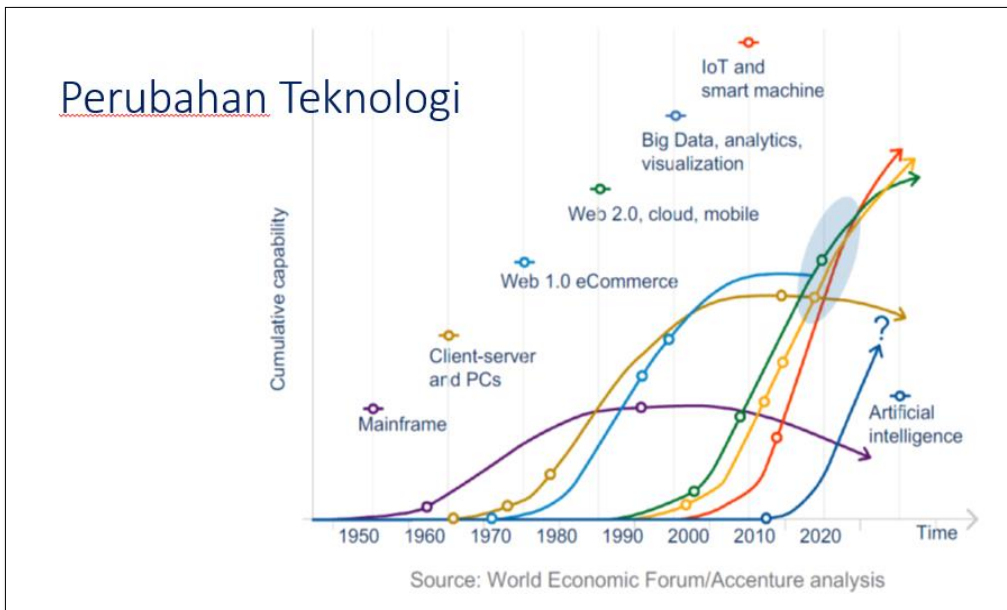 Perubahan Teknologi
IoT and
smart machine
Big Data, analytics,
visualization
Web 2.0, cloud, mobile
Web 1.0 eCommerce
Client-server
and PCs
Mainframe
?
Artificial
intelligence
Cumulative capability
1950 1960 1970 1980 1990 2000 2010 2020 Time
Source: World Economic Forum/Accenture analysis